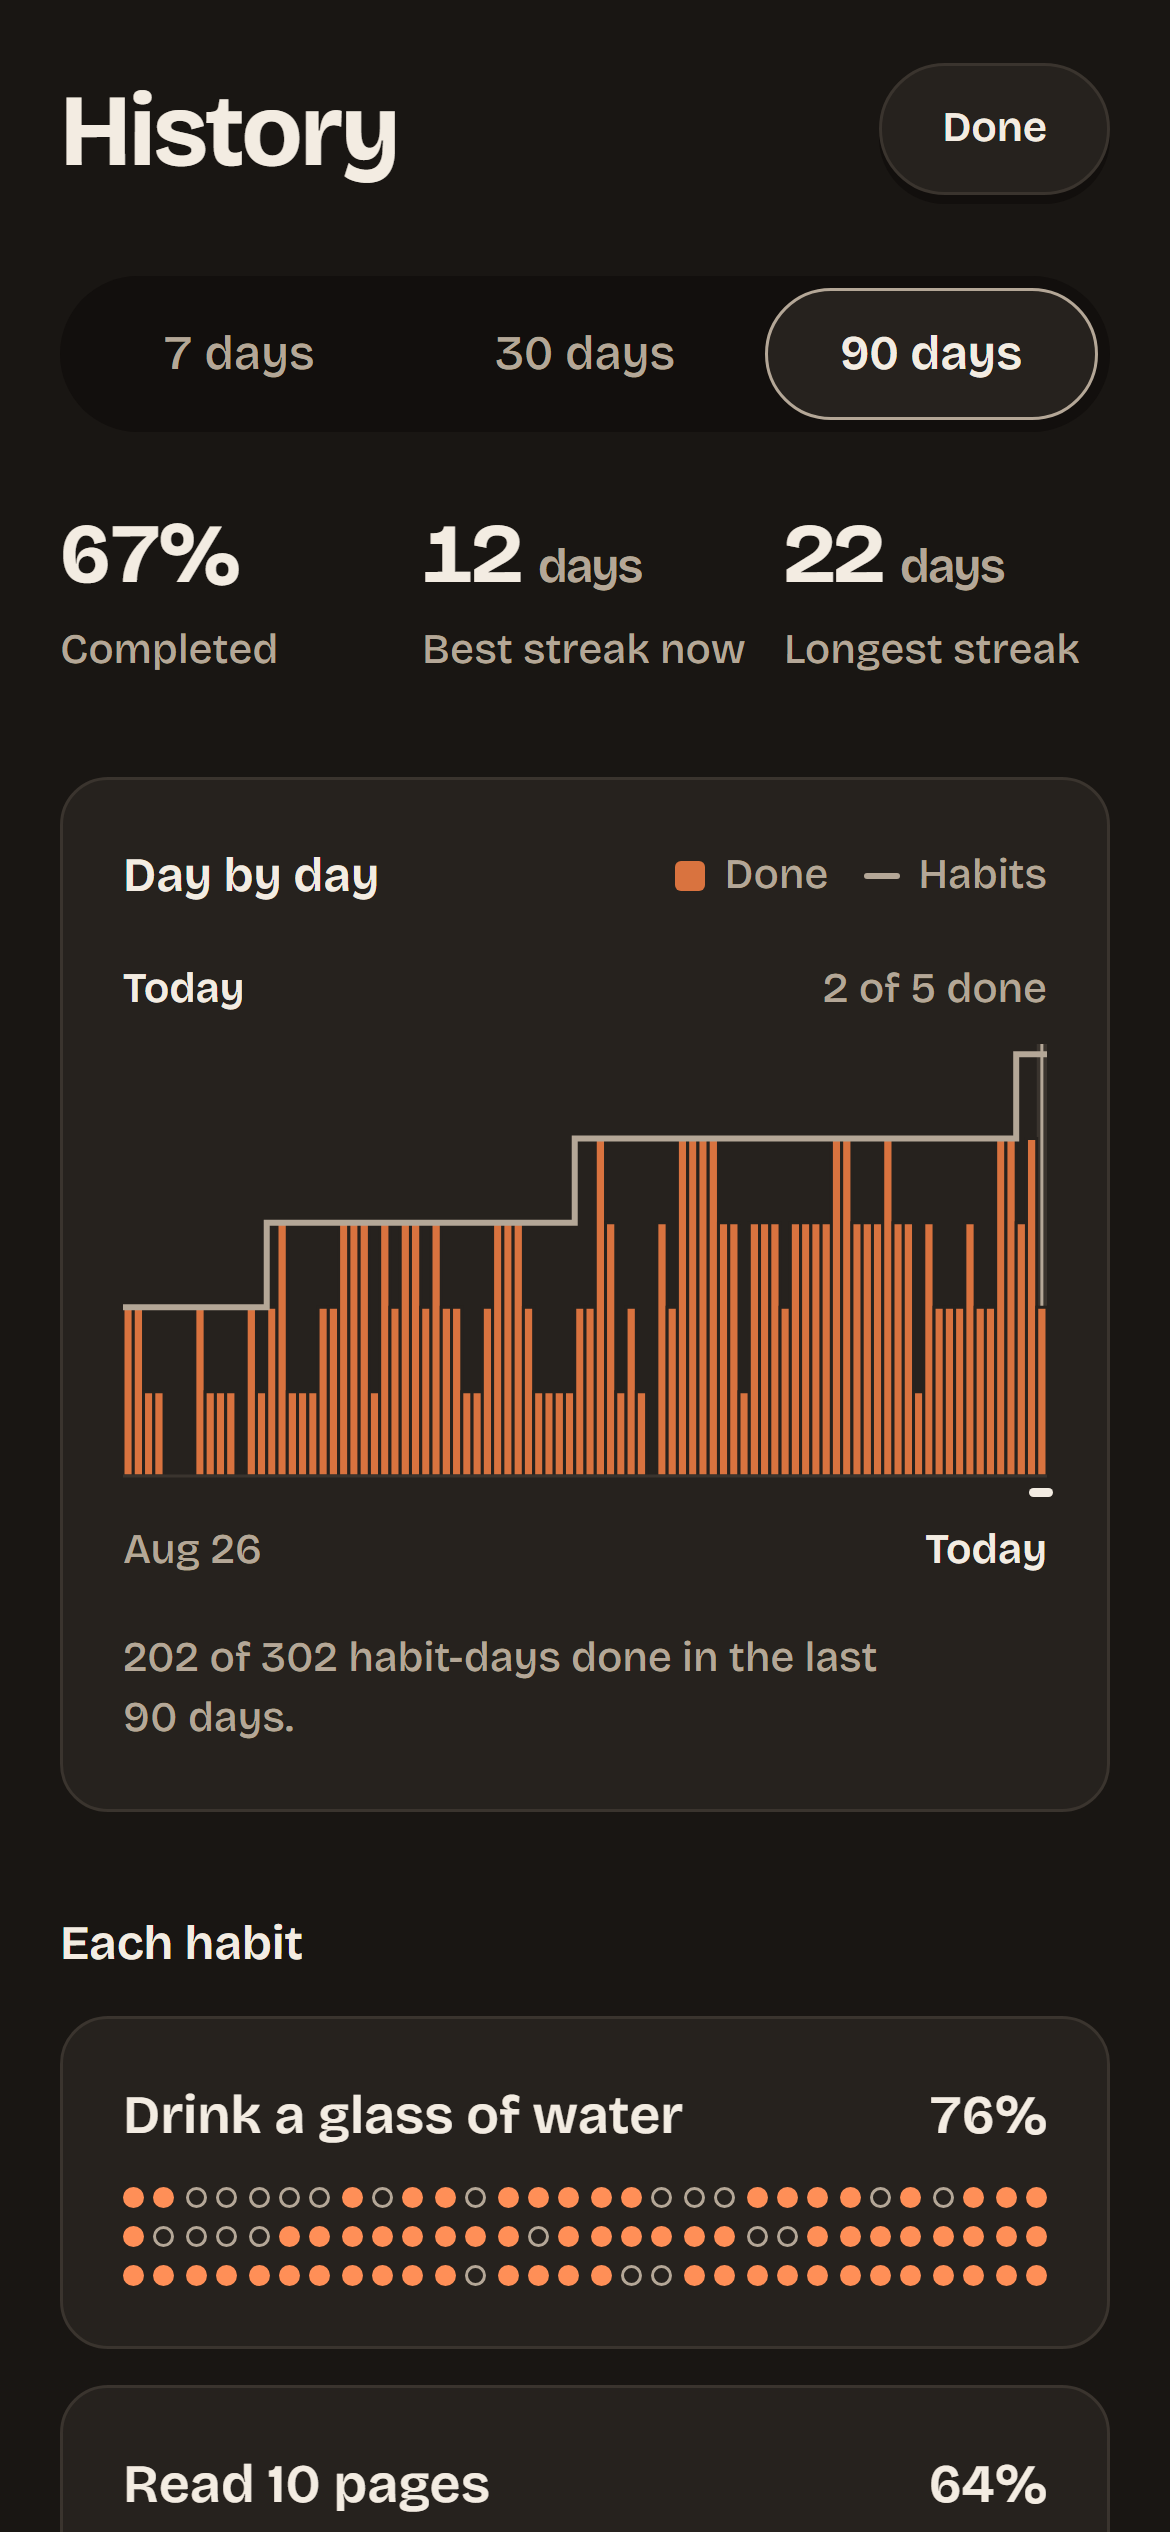 History
Done
7 days
30 days
90 days
67%
12 days
22 days
Completed
Best streak now
Longest streak
Day by day
Done
Habits
Today
2 of 5 done
Aug 26
Today
202 of 302 habit-days done in the last
90 days.
Each habit
Drink a glass of water
76%
Read 10 pages
64%